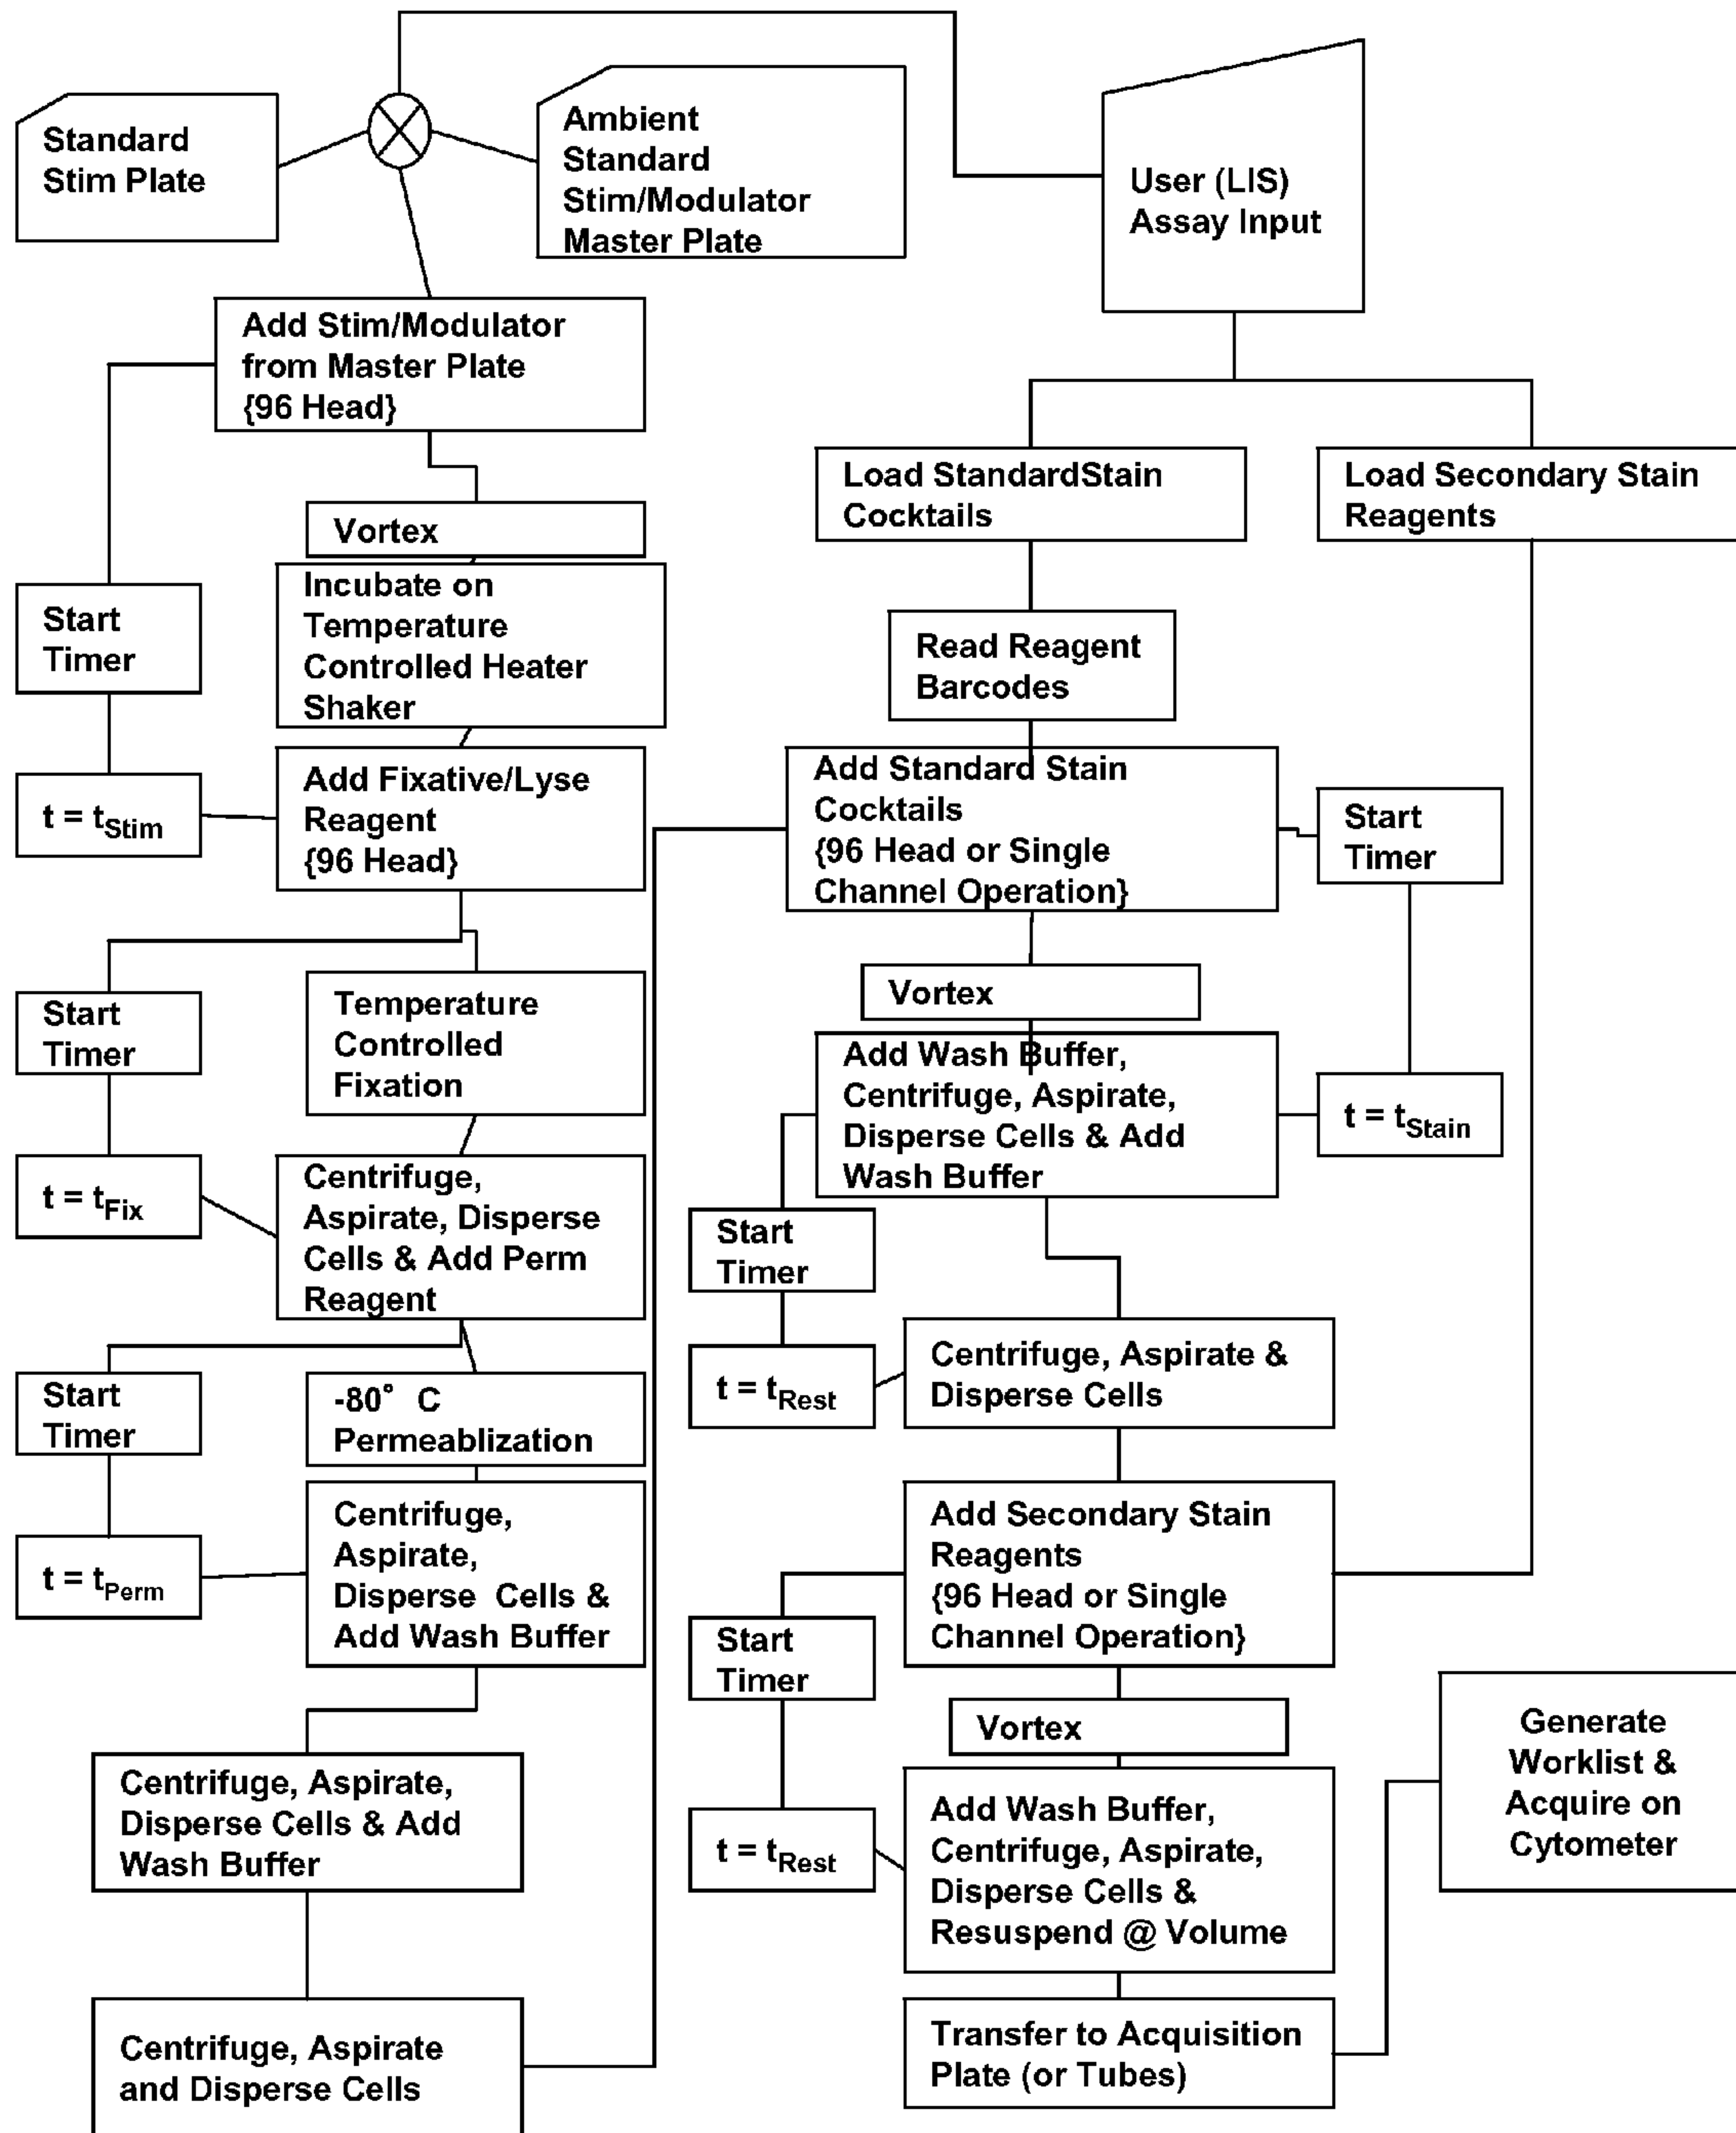 Standard
Stim Plate
Ambient
Standard
Stim/Modulator
Master Plate
User (LIS)
Assay Input
Add Stim/Modulator
from Master Plate
{96 Head}
Vortex
Incubate on
Temperature
Controlled Heater
Shaker
Start
Timer
t = tStim
Add Fixative/Lyse
Reagent
{96 Head}
Start
Timer
Temperature
Controlled
Fixation
t = tFix
Centrifuge,
Aspirate, Disperse
Cells & Add Perm
Reagent
Start
Timer
-80° C
Permeablization
t = tPerm
Centrifuge,
Aspirate,
Disperse Cells &
Add Wash Buffer
Centrifuge, Aspirate,
Disperse Cells & Add
Wash Buffer
Centrifuge, Aspirate
and Disperse Cells
Load StandardStain
Cocktails
Load Secondary Stain
Reagents
Read Reagent
Barcodes
Add Standard Stain
Cocktails
{96 Head or Single
Channel Operation}
Start
Timer
Vortex
Add Wash Buffer,
Centrifuge, Aspirate,
Disperse Cells & Add
Wash Buffer
t = tStain
Start
Timer
t = tRest
Centrifuge, Aspirate &
Disperse Cells
Add Secondary Stain
Reagents
{96 Head or Single
Channel Operation}
Start
Timer
Vortex
t = tRest
Add Wash Buffer,
Centrifuge, Aspirate,
Disperse Cells &
Resuspend @ Volume
Transfer to Acquisition
Plate (or Tubes)
Generate
Worklist &
Acquire on
Cytometer